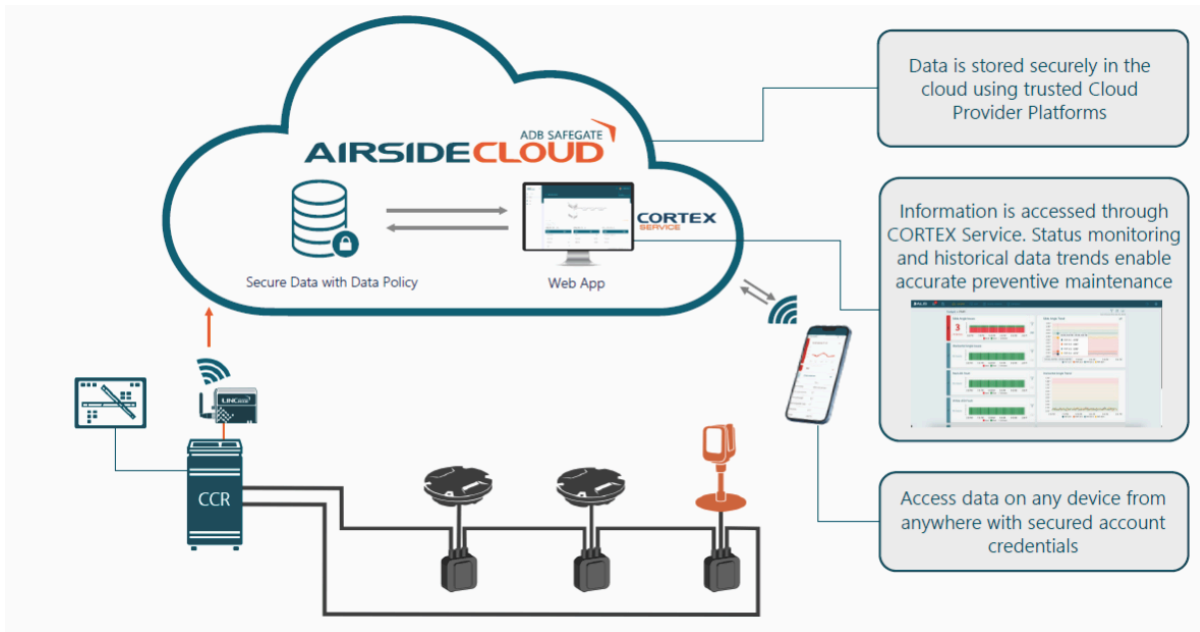 ADB SAFEGATE
AIRSIDECLOUD
CORTEX
SERVICE
Secure Data with Data Policy
Web App
Data is stored securely in the
cloud using trusted Cloud
Provider Platforms
Information is accessed through
CORTEX Service. Status monitoring
and historical data trends enable
accurate preventive maintenance
3
LINC
CCR
Access data on any device from
anywhere with secured account
credentials